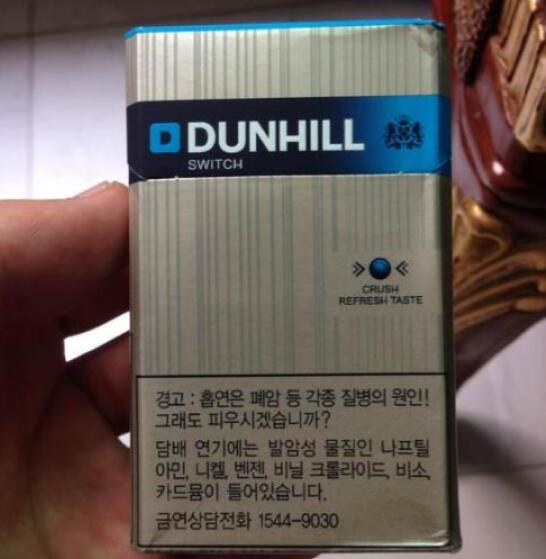 DUNHILL
SWITCH
CRUSH
REFRESH TASTE
경고 : 흡연은 폐암 등 각종 질병의 원인!
그래도 피우시겠습니까?
담배 연기에는 발암성 물질인 나프틸
아민, 니켈, 벤젠, 비닐 크롤라이드, 비소,
카드뮴이 들어있습니다.
금연상담전화 1544-9030